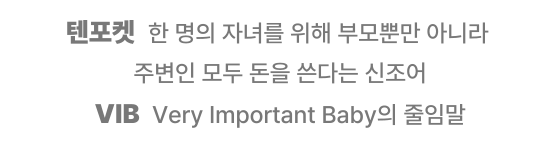 텐포켓 한 명의 자녀를 위해 부모뿐만 아니라
주변인 모두 돈을 쓴다는 신조어
VIB Very Important Baby의 줄임말